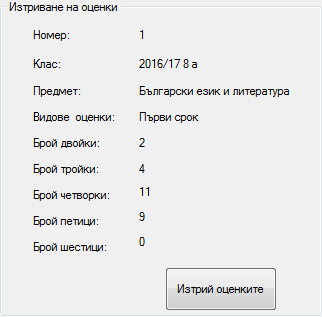 Изтриване на оценки
Номер: 1
Клас: 2016/17 8 а
Предмет: Български език и литература
Видове оценки: Първи срок
Брой двойки: 2
Брой тройки: 4
Брой четворки: 11
Брой петици: 9
Брой шестици: 0
Изтрий оценките